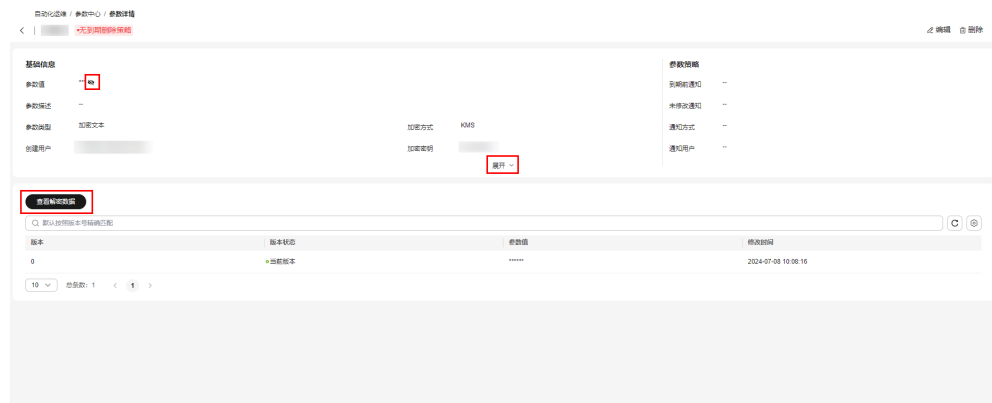 自动化运维 / 参数中心 / 参数详情
•无到期删除策略
编辑 删除
基础信息 参数策略
参数值 ***
到期前通知 --
参数描述 --
未修改通知 --
参数类型 加密文本 加密方式 KMS
通知方式 --
创建用户 加密密钥
通知用户 --
展开
查看解密数据
默认按照版本号精确匹配
版本 版本状态 参数值 修改时间
0 当前版本 ****** 2024-07-08 10:08:16
10 总条数: 1 < 1 >